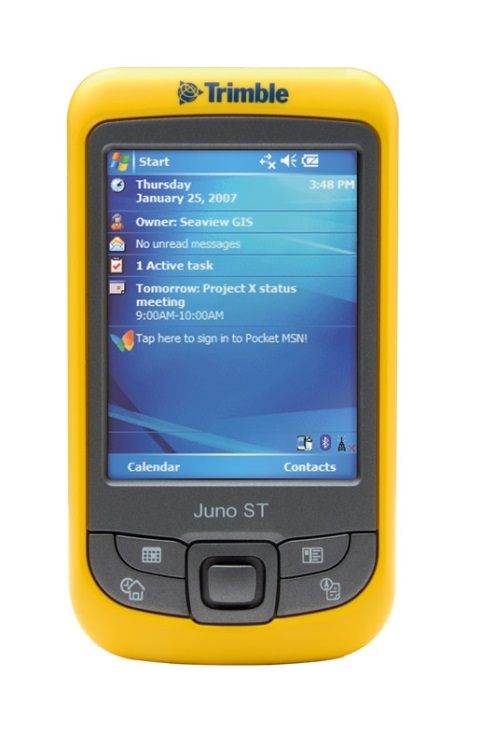 Trimble
Start
Thursday
3:48 PM
January 25, 2007
Owner: Seaview GIS
No unread messages
1 Active task
Tomorrow: Project X status
meeting
9:00AM-10:00AM
Tap here to sign in to Pocket MSN!
Calendar
Contacts
Juno ST